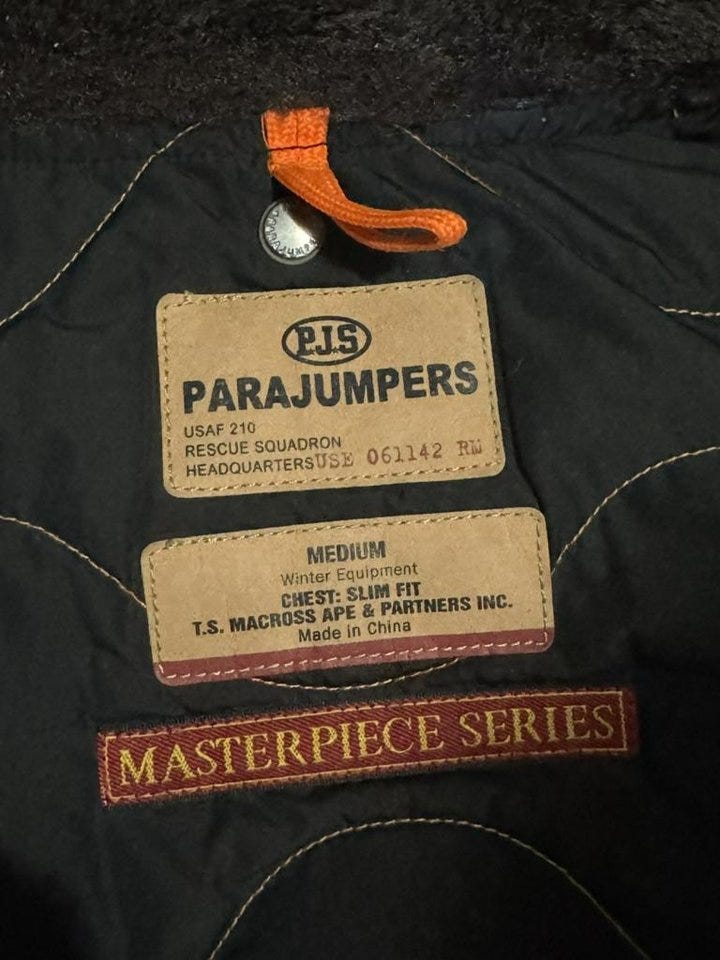 P.J.S
PARAJUMPERS
USAF 210
RESCUE SQUADRON
HEADQUARTERS USE 061142 RM
MEDIUM
Winter Equipment
CHEST: SLIM FIT
T.S. MACROSS APE & PARTNERS INC.
Made in China
MASTERPIECE SERIES